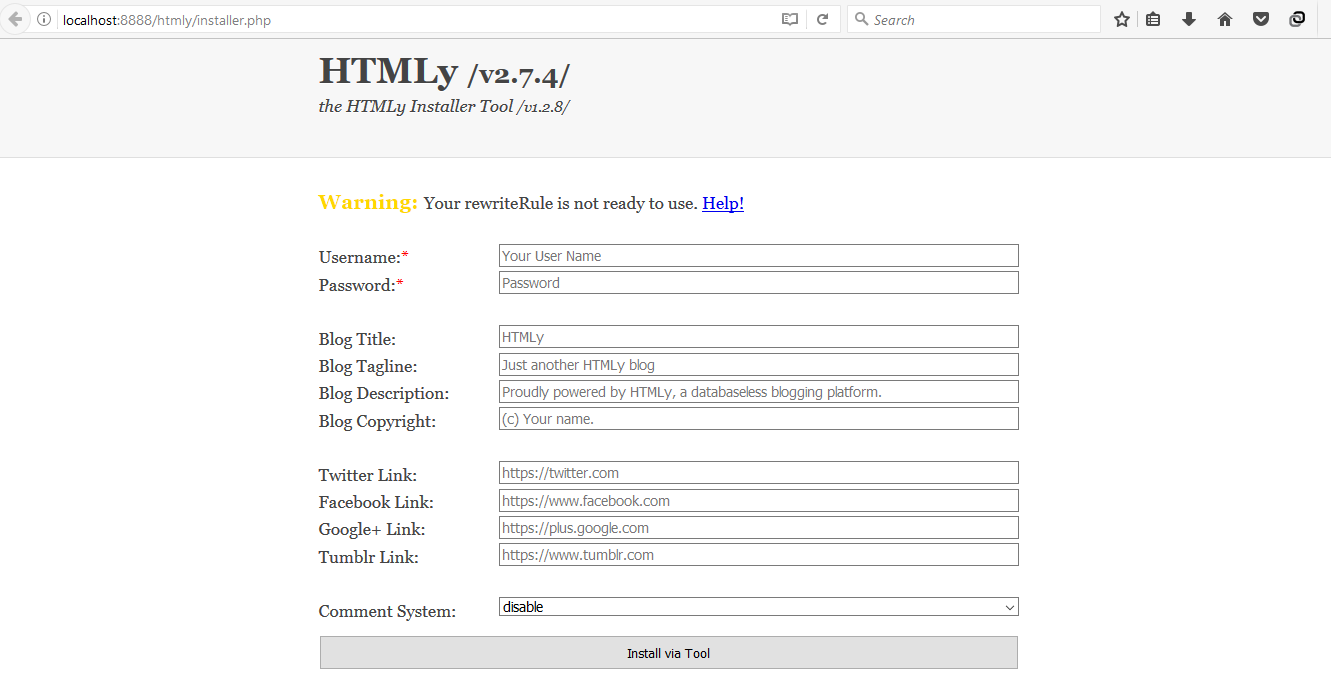 localhost:8888/htmly/installer.php
Search
HTMLy /v2.7.4/
the HTMLy Installer Tool /v1.2.8/
Warning: Your rewriteRule is not ready to use. Help!
Username:* Your User Name
Password:* Password
Blog Title: HTMLy
Blog Tagline: Just another HTMLy blog
Blog Description: Proudly powered by HTMLy, a databaseless blogging platform.
Blog Copyright: (c) Your name.
Twitter Link: https://twitter.com
Facebook Link: https://www.facebook.com
Google+ Link: https://plus.google.com
Tumblr Link: https://www.tumblr.com
Comment System: disable
Install via Tool